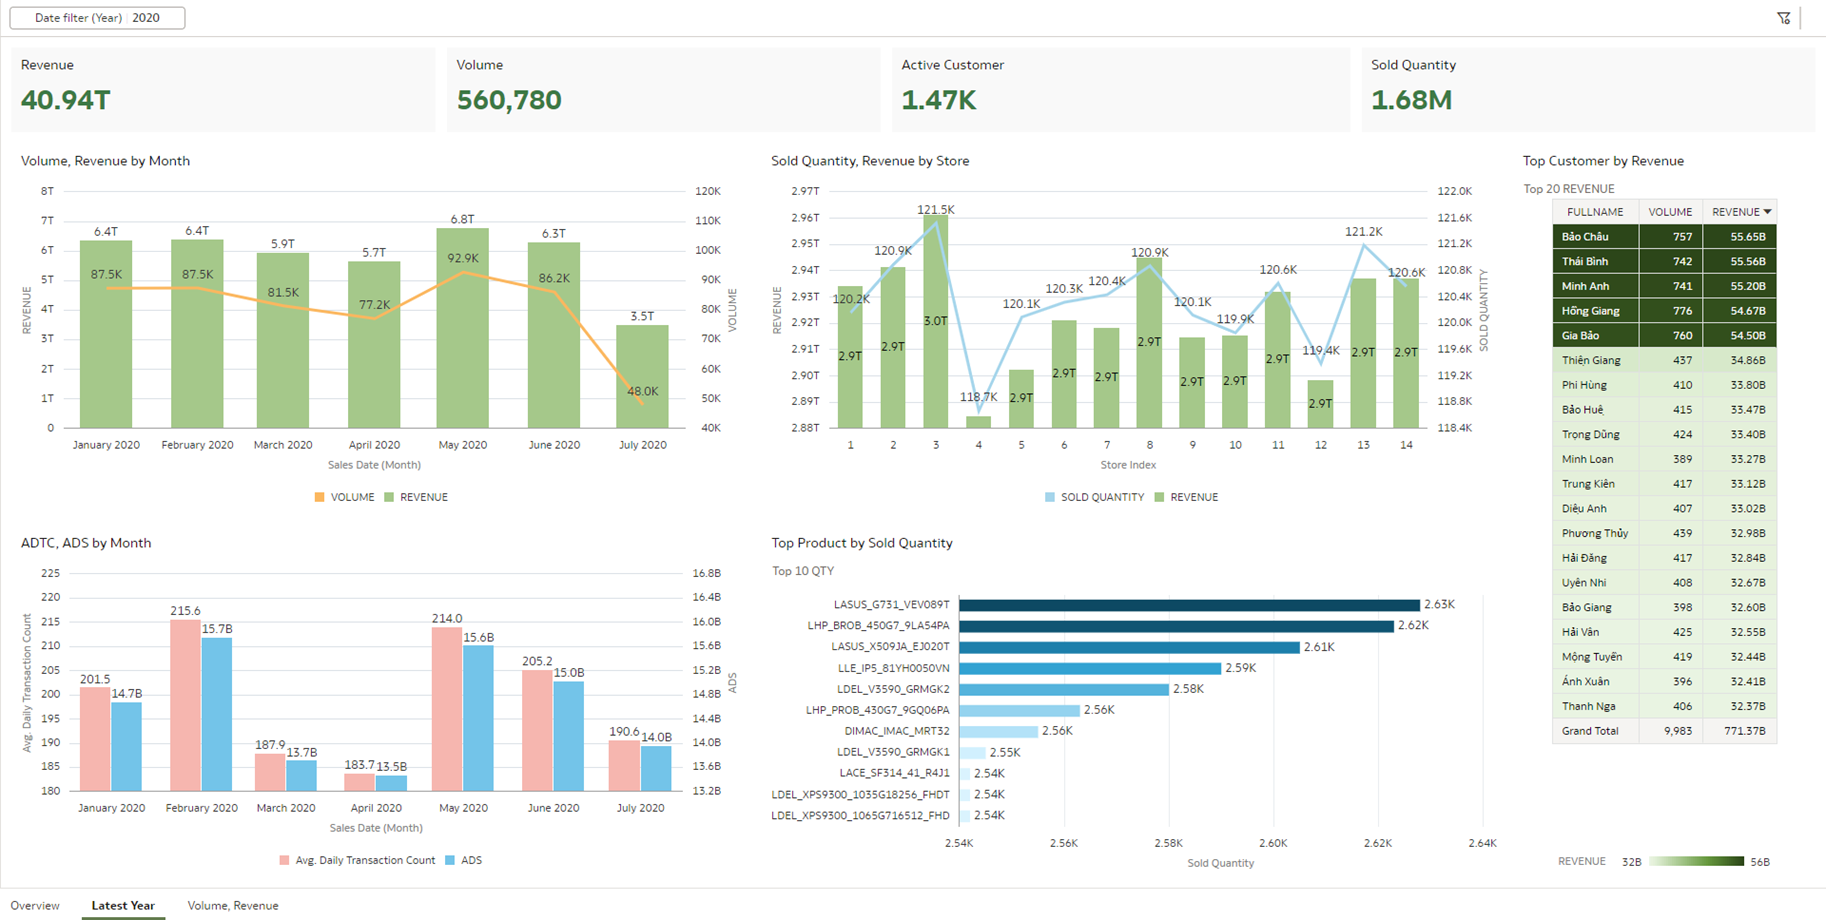 Date filter (Year) 2020
Revenue
40.94T
Volume
560,780
Active Customer
1.47K
Sold Quantity
1.68M
Volume, Revenue by Month
8T
7T
6T
5T
4T
3T
2T
1T
0
REVENUE
120K
110K
100K
90K
80K
70K
60K
50K
40K
VOLUME
6.4T
6.4T
5.9T
5.7T
6.8T
6.3T
3.5T
87.5K
87.5K
81.5K
77.2K
92.9K
86.2K
48.0K
January 2020
February 2020
March 2020
April 2020
May 2020
June 2020
July 2020
Sales Date (Month)
VOLUME
REVENUE
Sold Quantity, Revenue by Store
2.97T
2.96T
2.95T
2.94T
2.93T
2.92T
2.91T
2.90T
2.89T
2.88T
REVENUE
122.0K
121.6K
121.2K
120.8K
120.4K
120.0K
119.6K
119.2K
118.8K
118.4K
SOLD QUANTITY
120.2K
120.9K
121.5K
118.7K
120.1K
120.3K
120.4K
120.9K
120.1K
119.9K
120.6K
119.4K
121.2K
120.6K
2.9T
2.9T
3.0T
2.9T
2.9T
2.9T
2.9T
2.9T
2.9T
2.9T
2.9T
2.9T
2.9T
1
2
3
4
5
6
7
8
9
10
11
12
13
14
Store Index
SOLD QUANTITY
REVENUE
Top Customer by Revenue
Top 20 REVENUE
FULLNAME VOLUME REVENUE
Bảo Châu 757 55.65B
Thái Bình 742 55.56B
Minh Anh 741 55.20B
Hồng Giang 776 54.67B
Gia Bảo 760 54.50B
Thiện Giang 437 34.86B
Phi Hùng 410 33.80B
Bảo Huệ 415 33.47B
Trọng Dũng 424 33.40B
Minh Loan 389 33.27B
Trung Kiên 417 33.12B
Diệu Anh 407 33.02B
Phương Thủy 439 32.98B
Hải Đăng 417 32.84B
Uyên Nhi 408 32.67B
Bảo Giang 398 32.60B
Hải Vân 425 32.55B
Mộng Tuyền 419 32.44B
Ánh Xuân 396 32.41B
Thanh Nga 406 32.37B
Grand Total 9,983 771.37B
REVENUE 32B 56B
ADTC, ADS by Month
225
220
215
210
205
200
195
190
185
180
Avg. Daily Transaction Count
16.8B
16.4B
16.0B
15.6B
15.2B
14.8B
14.4B
14.0B
13.6B
13.2B
ADS
201.5
14.7B
215.6
15.7B
187.9
13.7B
183.7
13.5B
214.0
15.6B
205.2
15.0B
190.6
14.0B
January 2020
February 2020
March 2020
April 2020
May 2020
June 2020
July 2020
Sales Date (Month)
Avg. Daily Transaction Count
ADS
Top Product by Sold Quantity
Top 10 QTY
LASUS_G731_VEV089T 2.63K
LHP_BROB_450G7_9LA54PA 2.62K
LASUS_X509JA_EJ020T 2.61K
LLE_IP5_81YH0050VN 2.59K
LDEL_V3590_GRMGK2 2.58K
LHP_PROB_430G7_9GQ06PA 2.56K
DIMAC_IMAC_MRT32 2.56K
LDEL_V3590_GRMGK1 2.55K
LACE_SF314_41_R4J1 2.54K
LDEL_XPS9300_1035G18256_FHDT 2.54K
LDEL_XPS9300_1065G716512_FHD 2.54K
2.54K
2.56K
2.58K
2.60K
2.62K
2.64K
Sold Quantity
Overview
Latest Year
Volume, Revenue